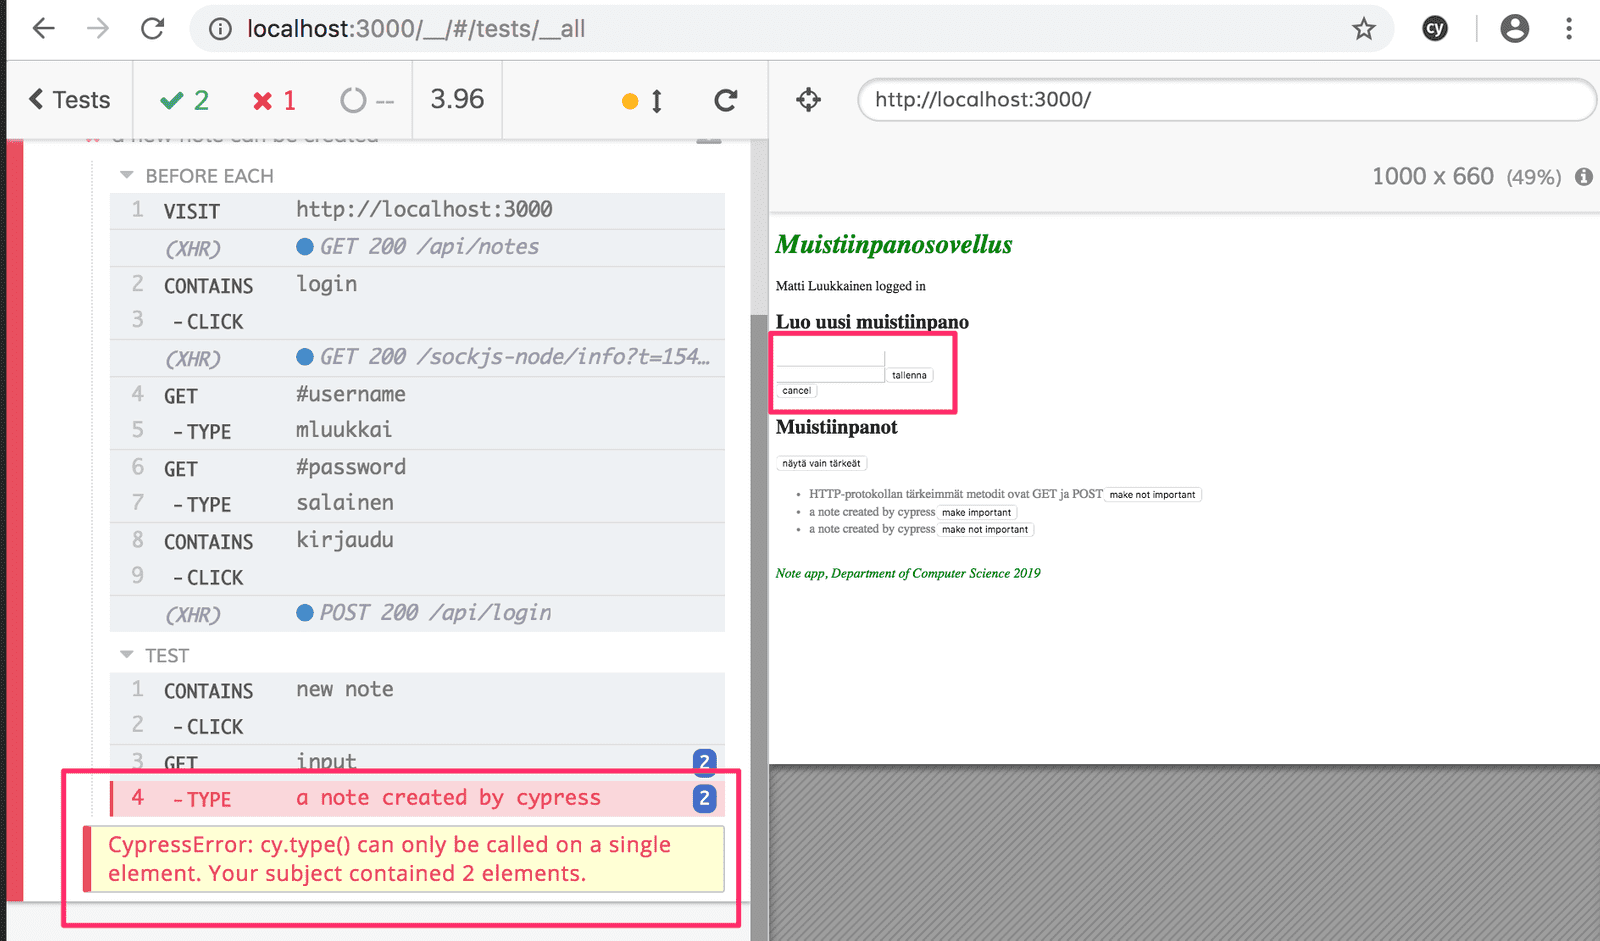 localhost:3000/__/#/tests/__all
cy
Tests
2
1
--
3.96
http://localhost:3000/
1000 x 660 (49%)
a new note can be created
BEFORE EACH
1 VISIT http://localhost:3000
(XHR) GET 200 /api/notes
2 CONTAINS login
3 -CLICK
(XHR) GET 200 /sockjs-node/info?t=154…
4 GET #username
5 -TYPE mluukkai
6 GET #password
7 -TYPE salainen
8 CONTAINS kirjaudu
9 -CLICK
(XHR) POST 200 /api/login
TEST
1 CONTAINS new note
2 -CLICK
3 GET input 2
4 -TYPE a note created by cypress 2
CypressError: cy.type() can only be called on a single
element. Your subject contained 2 elements.
Muistiinpanosovellus
Matti Luukkainen logged in
Luo uusi muistiinpano
tallenna
cancel
Muistiinpanot
näytä vain tärkeät
• HTTP-protokollan tärkeimmät metodit ovat GET ja POST make not important
• a note created by cypress make important
• a note created by cypress make not important
Note app, Department of Computer Science 2019